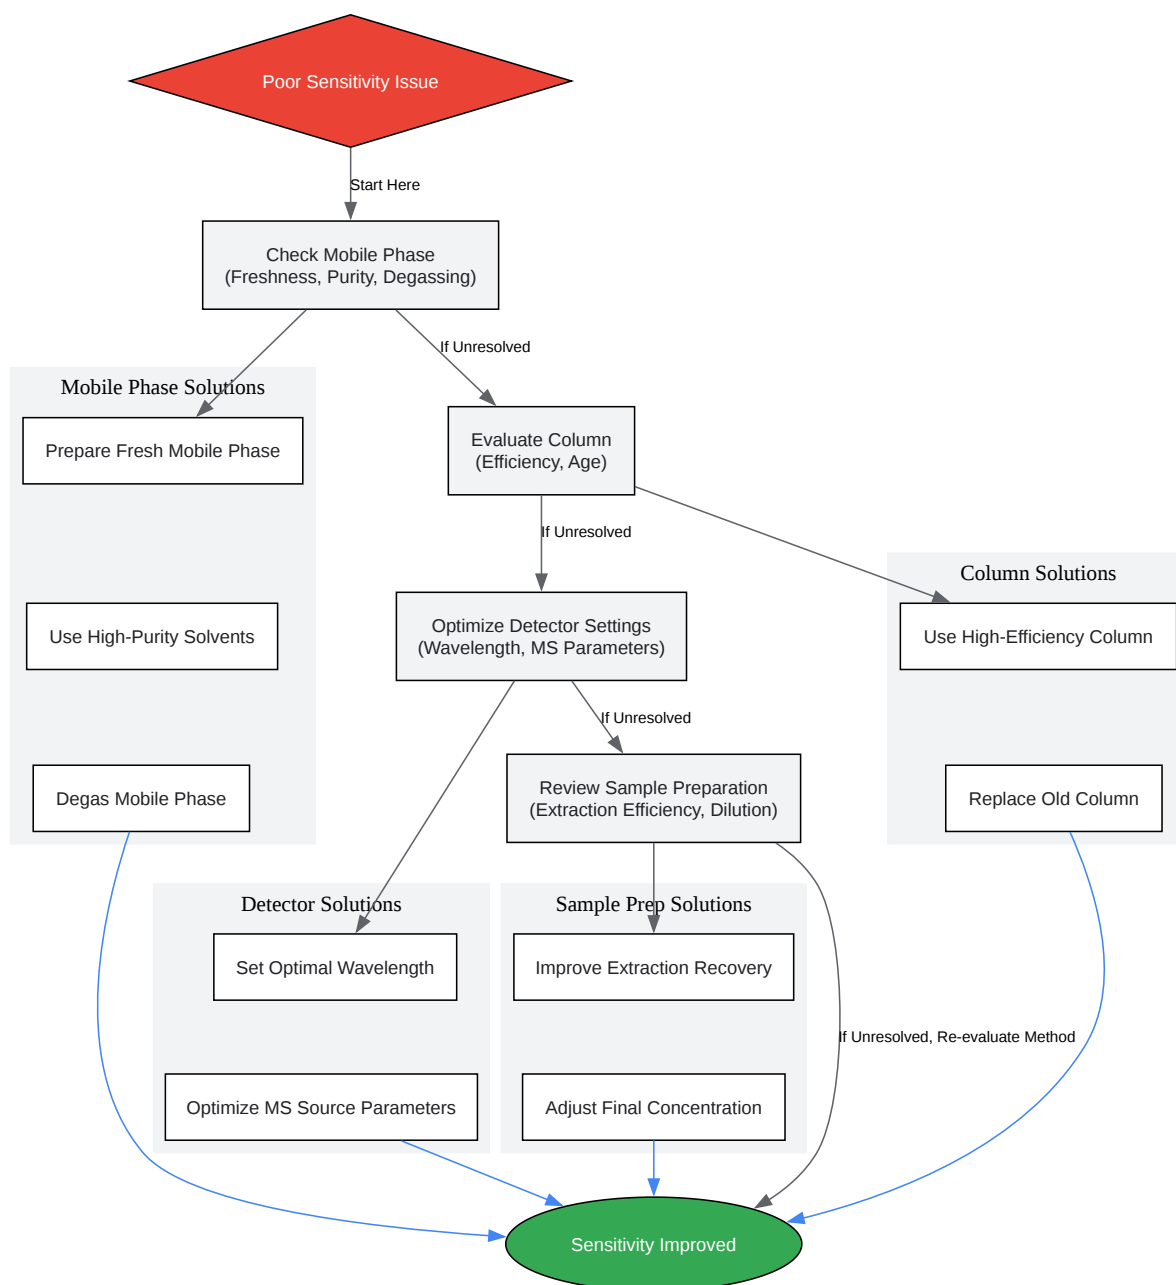 Poor Sensitivity Issue
Start Here
Check Mobile Phase
(Freshness, Purity, Degassing)
If Unresolved
Mobile Phase Solutions
Prepare Fresh Mobile Phase
Evaluate Column
(Efficiency, Age)
If Unresolved
Column Solutions
Use High-Purity Solvents
Optimize Detector Settings
(Wavelength, MS Parameters)
Use High-Efficiency Column
If Unresolved
Degas Mobile Phase
Review Sample Preparation
(Extraction Efficiency, Dilution)
Replace Old Column
Detector Solutions
Sample Prep Solutions
Set Optimal Wavelength
Improve Extraction Recovery
If Unresolved, Re-evaluate Method
Optimize MS Source Parameters
Adjust Final Concentration
Sensitivity Improved